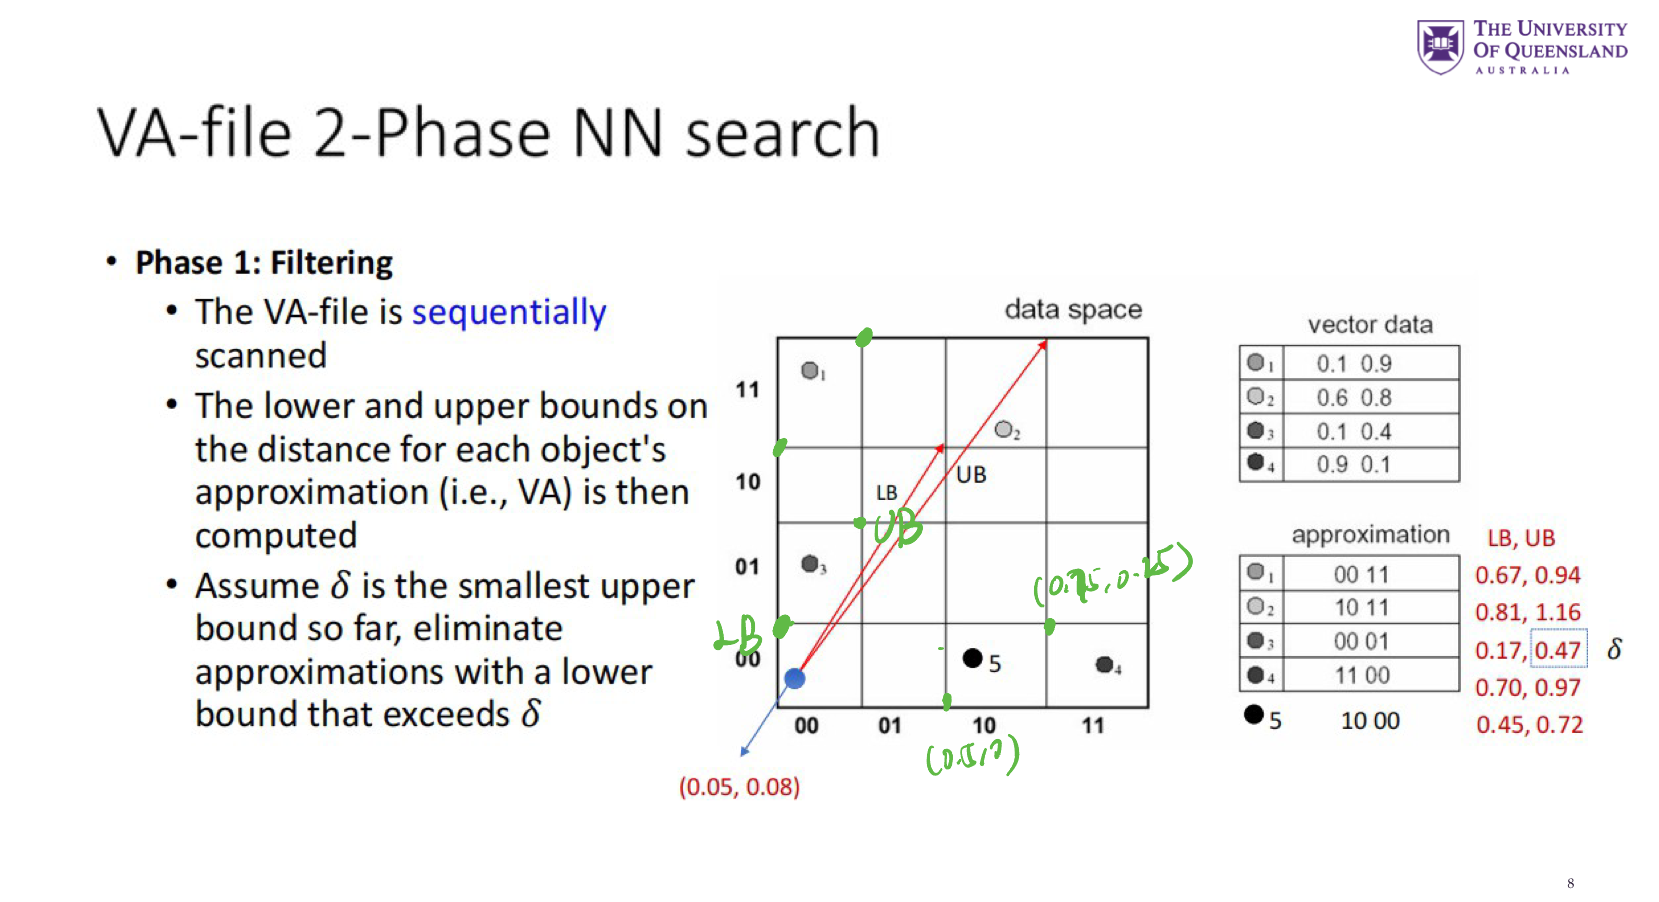 THE UNIVERSITY
OF QUEENSLAND
AUSTRALIA
VA-file 2-Phase NN search
• Phase 1: Filtering
• The VA-file is sequentially
scanned
• The lower and upper bounds on
the distance for each object's
approximation (i.e., VA) is then
computed
• Assume δ is the smallest upper
bound so far, eliminate
approximations with a lower
bound that exceeds δ
data space
11
10
01
00
1
2
LB
UB
UB
3
(0.75, 0.25)
LB
5
4
00 01 10 11
(0.5, 0)
(0.05, 0.08)
vector data
1 0.1 0.9
2 0.6 0.8
3 0.1 0.4
4 0.9 0.1
approximation LB, UB
1 00 11 0.67, 0.94
2 10 11 0.81, 1.16
3 00 01 0.17, 0.47 δ
4 11 00 0.70, 0.97
5 10 00 0.45, 0.72
8